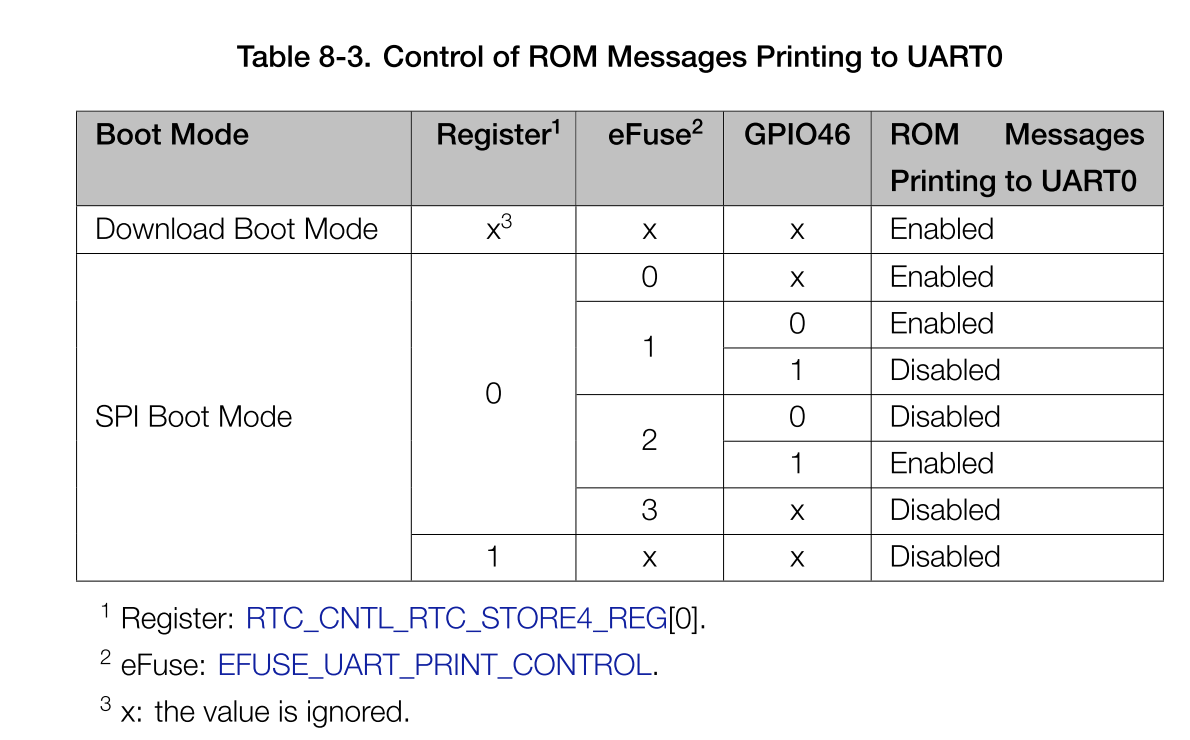 Table 8-3. Control of ROM Messages Printing to UART0
Boot Mode Register1 eFuse2 GPIO46 ROM Messages
Printing to UART0
Download Boot Mode x3 x x Enabled
0 x Enabled
0 Enabled
1
1 Disabled
0
SPI Boot Mode 0 Disabled
2
1 Enabled
3 x Disabled
1 x x Disabled
1 Register: RTC_CNTL_RTC_STORE4_REG[0].
2 eFuse: EFUSE_UART_PRINT_CONTROL.
3 x: the value is ignored.